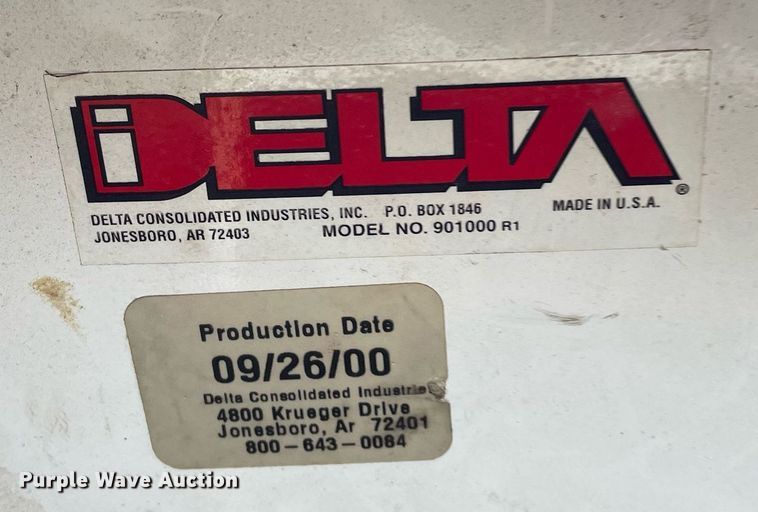 DELTA ®
DELTA CONSOLIDATED INDUSTRIES, INC. P.O. BOX 1846 MADE IN U.S.A.
JONESBORO, AR 72403 MODEL NO. 901000 R1
Production Date
09/26/00
Delta Consolidated Industrie
4800 Krueger Drive
Jonesboro, Ar 72401
800-643-0084
Purple Wave Auction